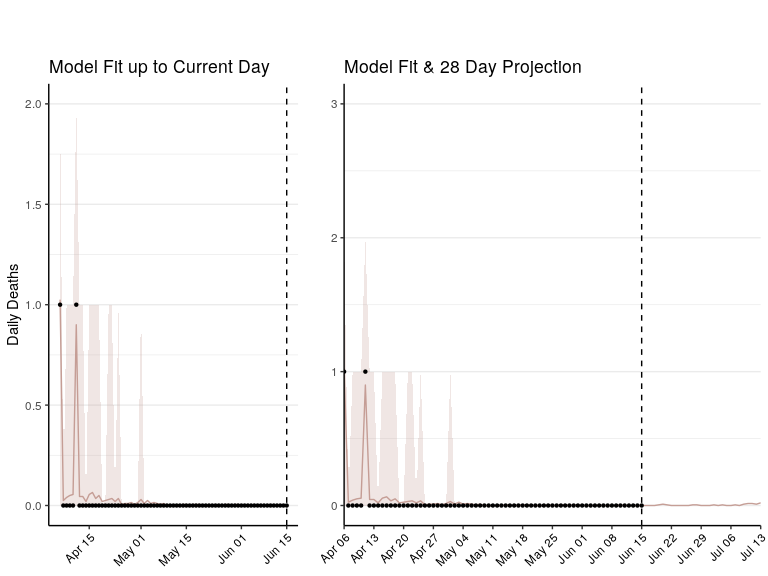 Model Fit up to Current Day
Model Fit & 28 Day Projection
Daily Deaths
2.0
1.5
1.0
0.5
0.0
Apr 15
May 01
May 15
Jun 01
Jun 15
3
2
1
0
Apr 06
Apr 13
Apr 20
Apr 27
May 04
May 11
May 18
May 25
Jun 01
Jun 08
Jun 15
Jun 22
Jun 29
Jul 06
Jul 13